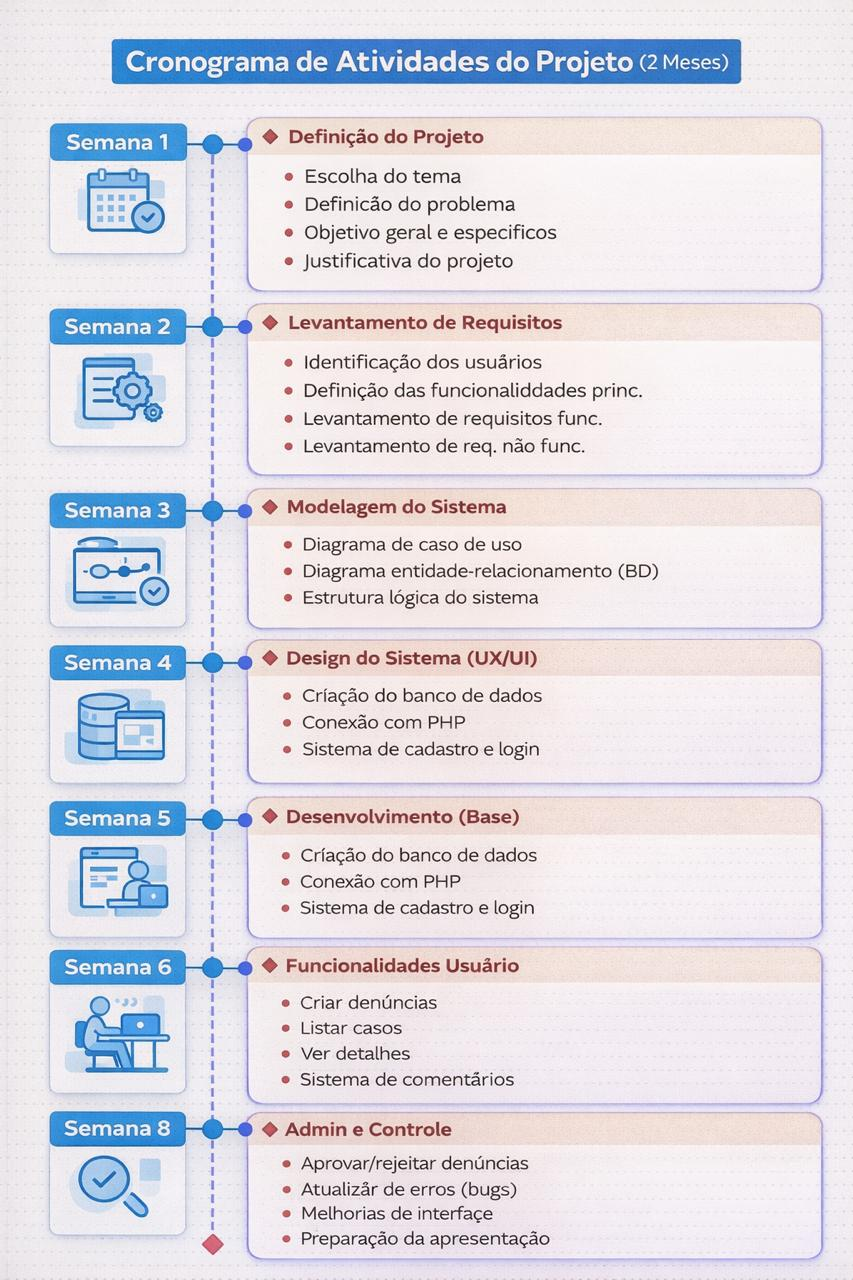 Cronograma de Atividades do Projeto (2 Meses)
Semana 1
Definição do Projeto
Escolha do tema
Definicão do problema
Objetivo geral e especificos
Justificativa do projeto
Semana 2
Levantamento de Requisitos
Identificação dos usuários
Definição das funcionaliddades princ.
Levantamento de requisitos func.
Levantamento de req. não func.
Semana 3
Modelagem do Sistema
Diagrama de caso de uso
Diagrama entidade-relacionamento (BD)
Estrutura lógica do sistema
Semana 4
Design do Sistema (UX/UI)
Críação do banco de dados
Conexão com PHP
Sistema de cadastro e login
Semana 5
Desenvolvimento (Base)
Críação do banco de dados
Conexão com PHP
Sistema de cadastro e login
Semana 6
Funcionalidades Usuário
Criar denúncias
Listar casos
Ver detalhes
Sistema de comentários
Semana 8
Admin e Controle
Aprovar/rejeitar denúncias
Atualizår de erros (bugs)
Melhorias de interfaçe
Preparação da apresentação